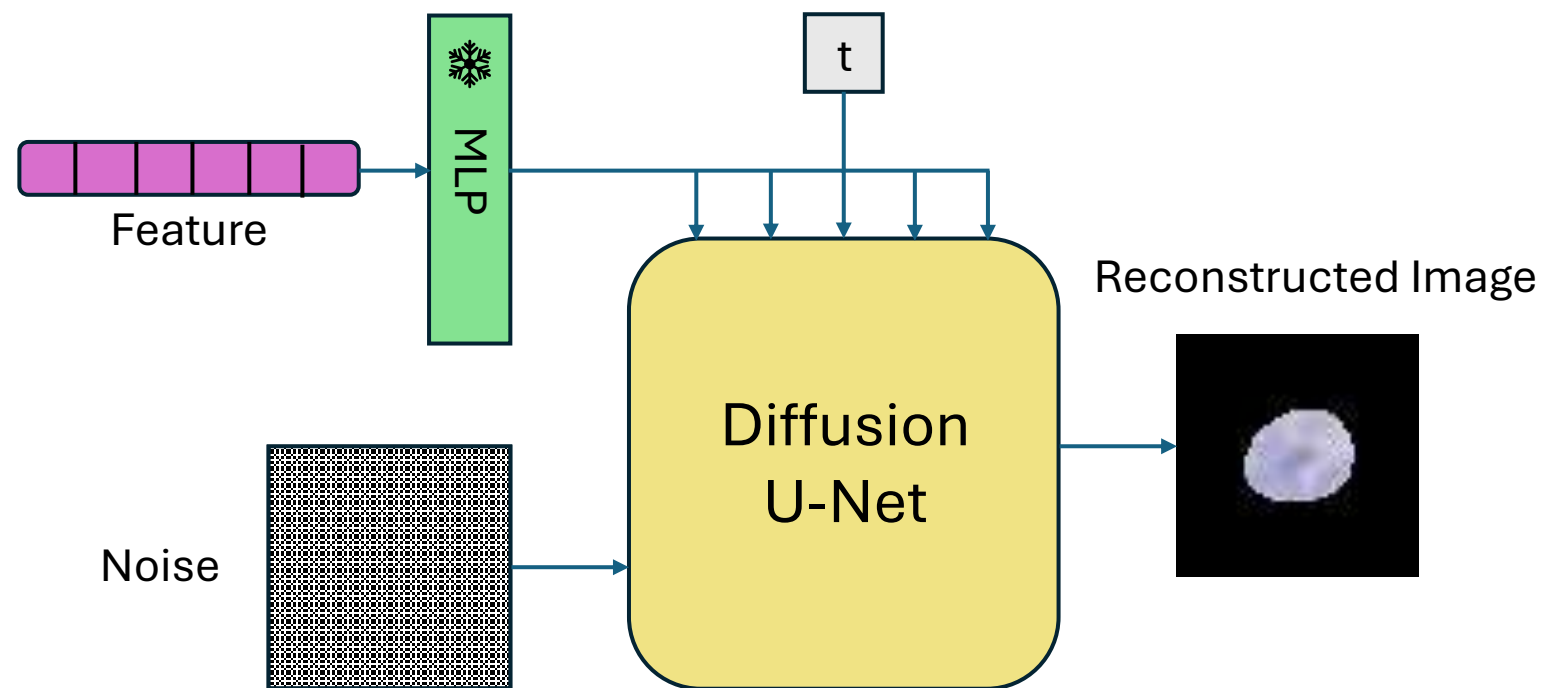 t
MLP
Feature
Reconstructed Image
Diffusion
U-Net
Noise